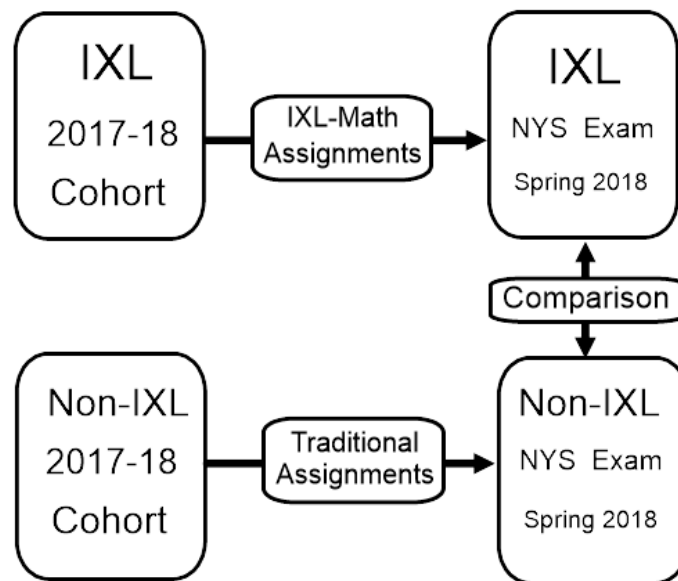 IXL
2017-18
Cohort
IXL-Math
Assignments
IXL
NYS Exam
Spring 2018
Comparison
Non-IXL
2017-18
Cohort
Traditional
Assignments
Non-IXL
NYS Exam
Spring 2018